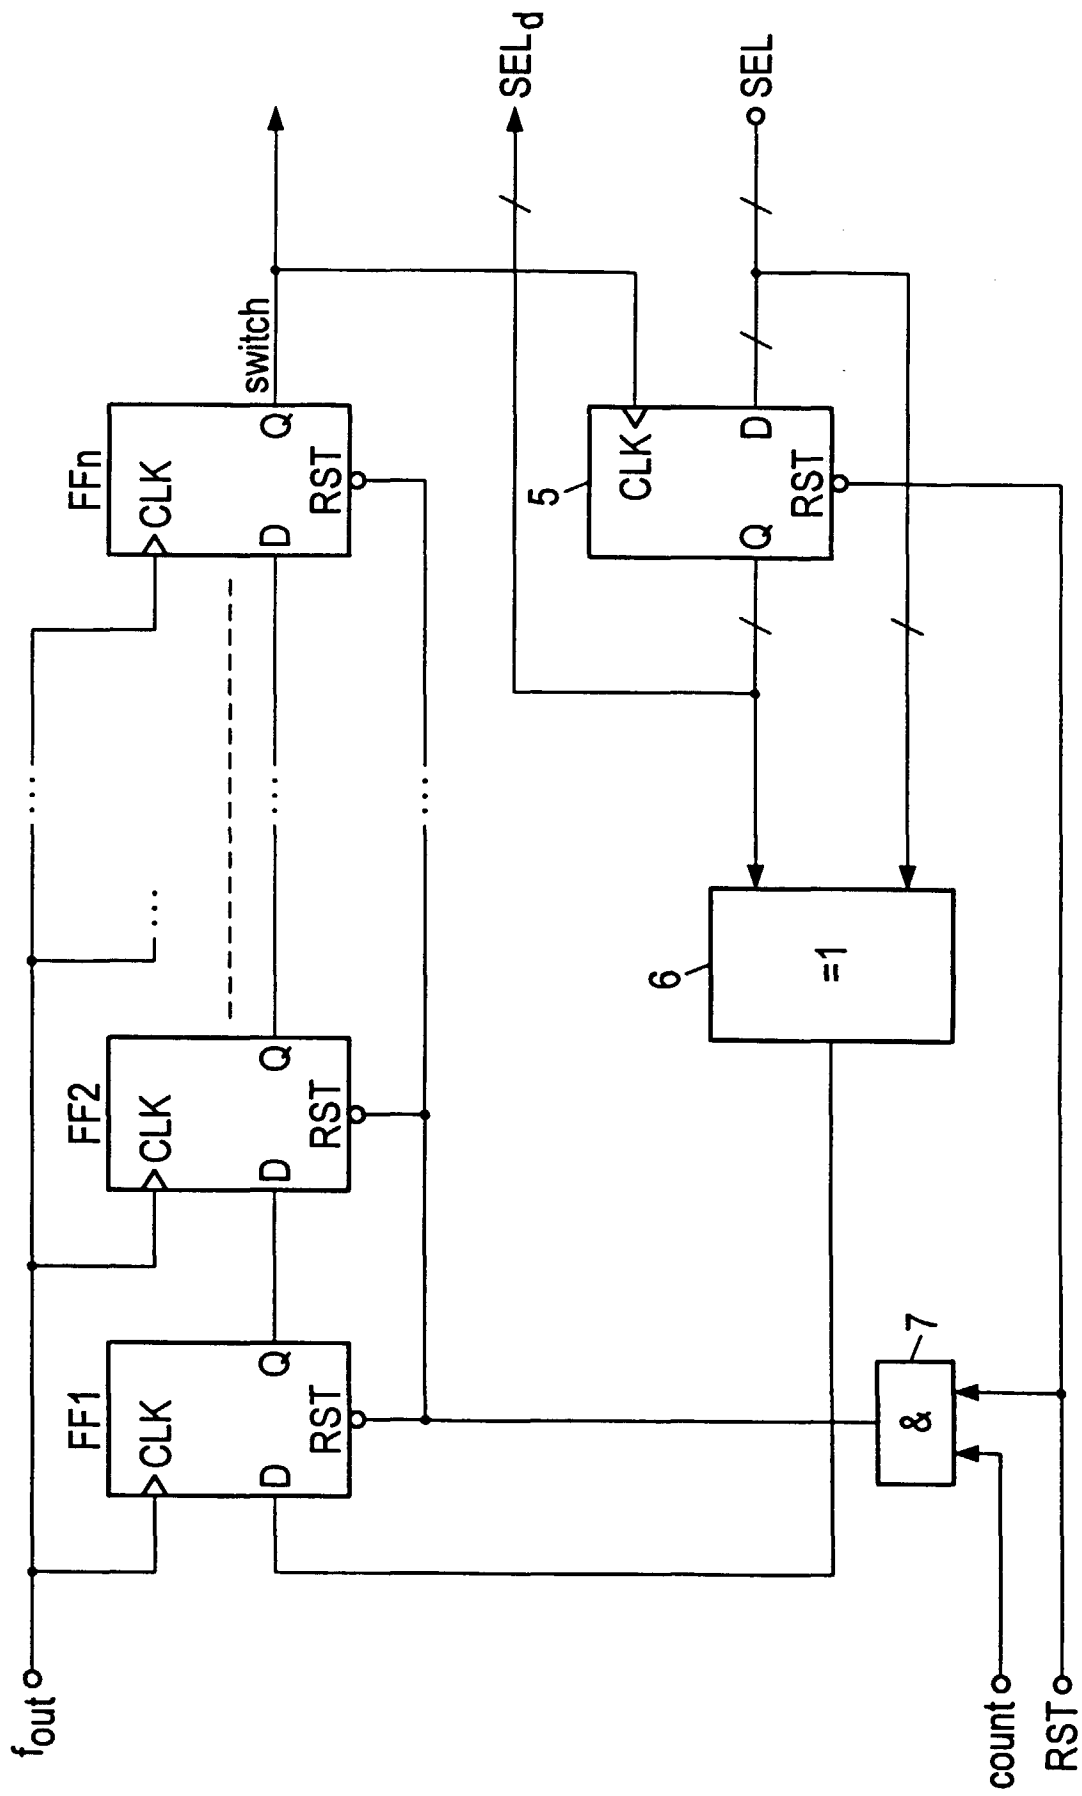 f_out
FF1
CLK
D
Q
RST
FF2
CLK
D
Q
RST
FFn
CLK
D
Q
RST
...
...
...
...
switch
SEL_d
5
CLK
Q
D
RST
SEL
6
=1
7
&
count
RST